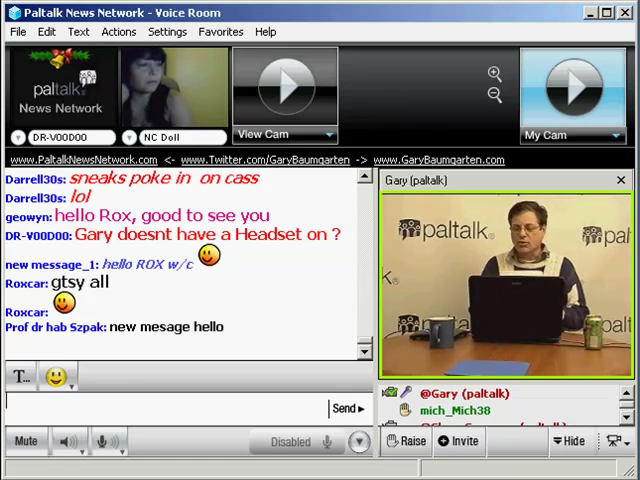 Paltalk News Network - Voice Room
File Edit Text Actions Settings Favorites Help
paltalk
News Network
DR-V00D00
NC Doll
View Cam
My Cam
www.PaltalkNewsNetwork.com <- www.Twitter.com/GaryBaumgarten -> www.GaryBaumgarten.com
Darrell30s: sneaks poke in on cass
Darrell30s: lol
geowyn: hello Rox, good to see you
DR-V00D00: Gary doesnt have a Headset on ?
new message_1: hello ROX w/c
Roxcar: gtsy all
Roxcar:
Prof dr hab Szpak: new mesage hello
T...
Send
Mute
Disabled
Gary (paltalk)
paltalk
paltalk
@Gary (paltalk)
mich_Mich38
Raise
Invite
Hide